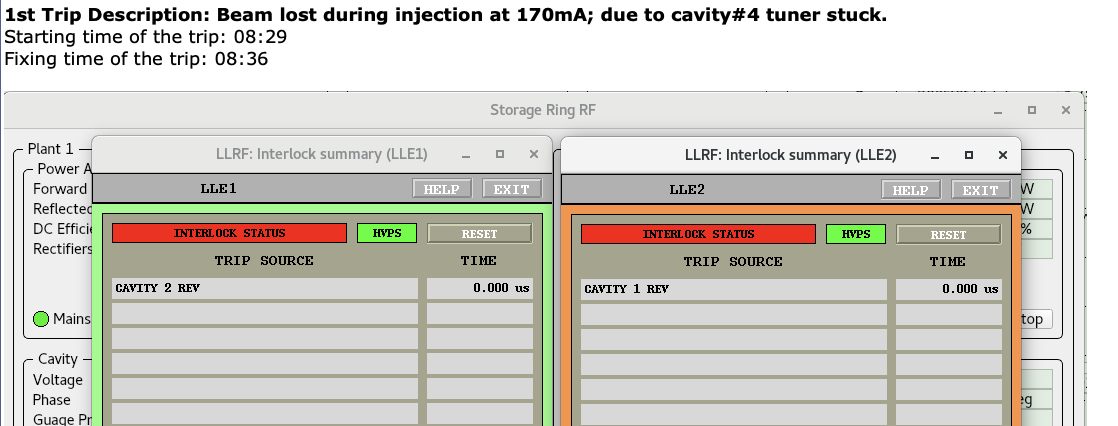 1st Trip Description: Beam lost during injection at 170mA; due to cavity#4 tuner stuck.
Starting time of the trip: 08:29
Fixing time of the trip: 08:36
Storage Ring RF
Plant 1
Power A
Forward
Reflected
DC Effici
Rectifiers
Mains
Cavity
Voltage
Phase
Guage Pr
LLRF: Interlock summary (LLE1)
LLE1
HELP EXIT
INTERLOCK STATUS HVPS RESET
TRIP SOURCE TIME
CAVITY 2 REV 0.000 us
LLRF: Interlock summary (LLE2)
LLE2
HELP EXIT
INTERLOCK STATUS HVPS RESET
TRIP SOURCE TIME
CAVITY 1 REV 0.000 us
W
W
%
top
eg